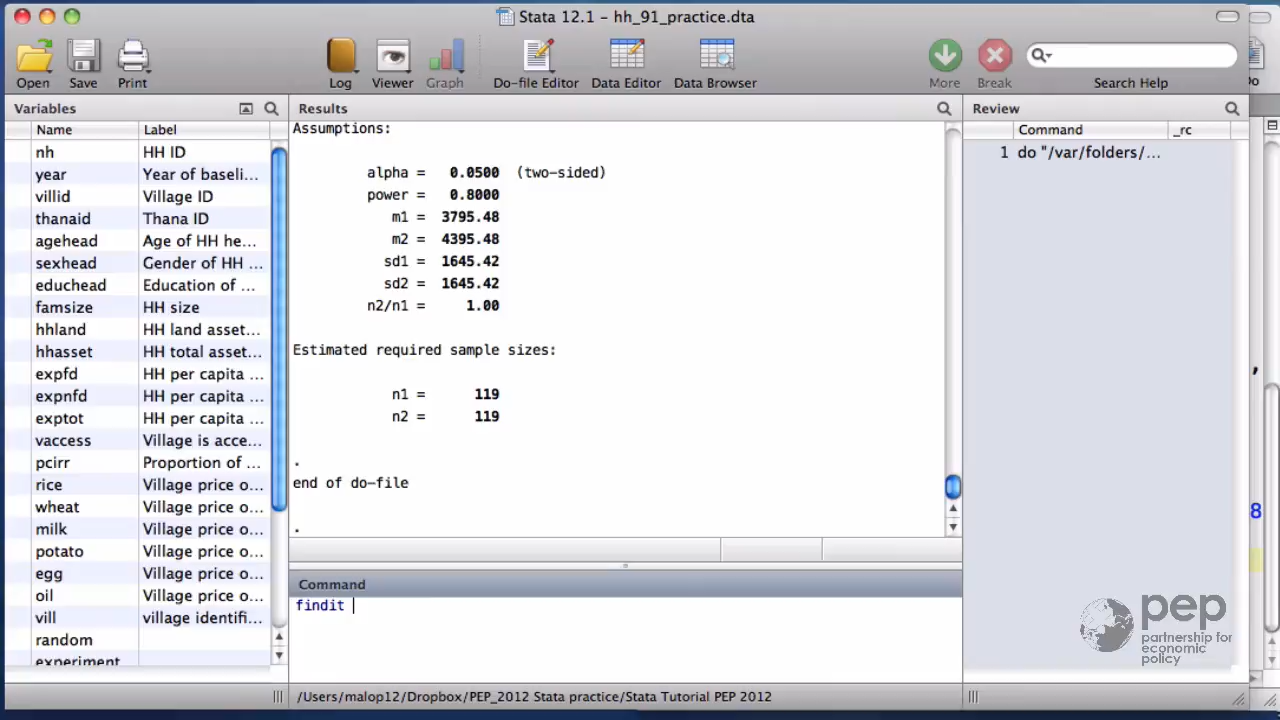 Stata 12.1 – hh_91_practice.dta
Open Save Print Log Viewer Graph Do-file Editor Data Editor Data Browser More Break Search Help
Variables
Name Label
nh HH ID
year Year of baseli...
villid Village ID
thanaid Thana ID
agehead Age of HH he...
sexhead Gender of HH ...
educhead Education of ...
famsize HH size
hhland HH land asset...
hhasset HH total asset...
expfd HH per capita ...
expnfd HH per capita ...
exptot HH per capita ...
vaccess Village is acce...
pcirr Proportion of ...
rice Village price o...
wheat Village price o...
milk Village price o...
potato Village price o...
egg Village price o...
oil Village price o...
vill village identifi...
random
experiment
Results
Assumptions:
alpha = 0.0500 (two-sided)
power = 0.8000
m1 = 3795.48
m2 = 4395.48
sd1 = 1645.42
sd2 = 1645.42
n2/n1 = 1.00
Estimated required sample sizes:
n1 = 119
n2 = 119
.
end of do-file
.
Command
findit
Review
Command _rc
1 do "/var/folders/...
,
8
pep
partnership for
economic
policy
/Users/malop12/Dropbox/PEP_2012 Stata practice/Stata Tutorial PEP 2012